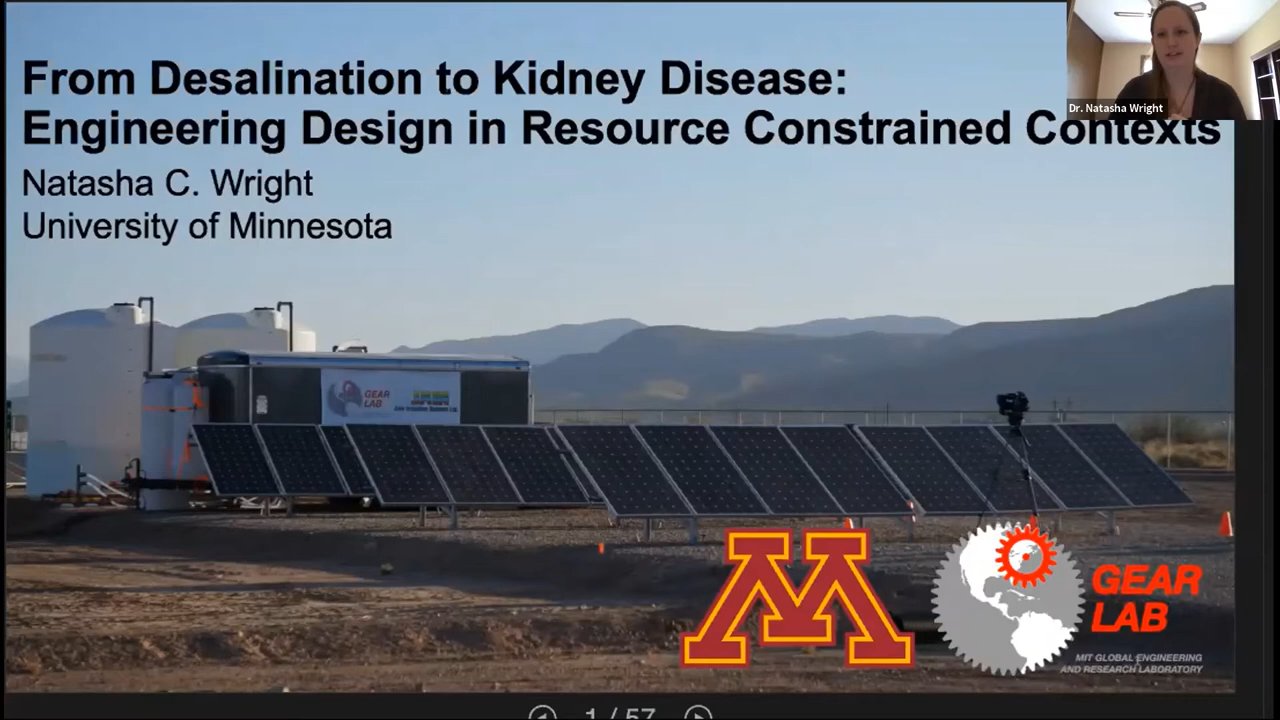 From Desalination to Kidney Disease:
Engineering Design in Resource Constrained Contexts
Natasha C. Wright
University of Minnesota
Dr. Natasha Wright
GEAR
LAB
M
GEAR
LAB
MIT GLOBAL ENGINEERING
AND RESEARCH LABORATORY
1 / 57